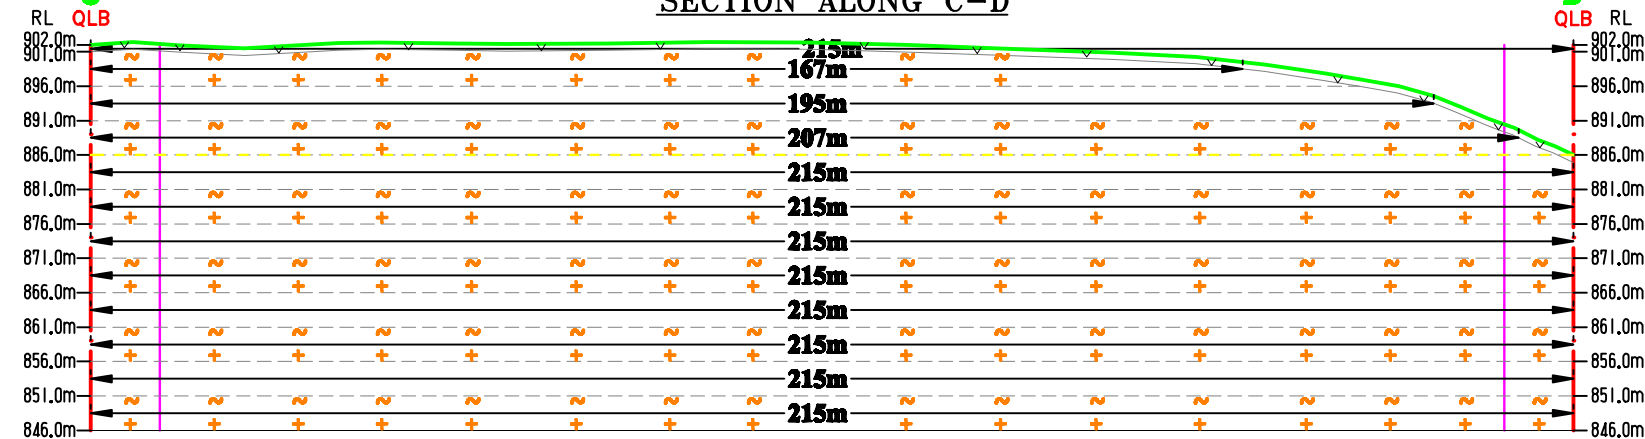 SECTION ALONG C-D
RL QLB QLB RL
902.0m 902.0m
901.0m 215m 901.0m
167m
896.0m 896.0m
195m
891.0m 891.0m
207m
886.0m 886.0m
215m
881.0m 881.0m
215m
876.0m 876.0m
215m
871.0m 871.0m
215m
866.0m 866.0m
215m
861.0m 861.0m
215m
856.0m 856.0m
215m
851.0m 851.0m
215m
846.0m 846.0m